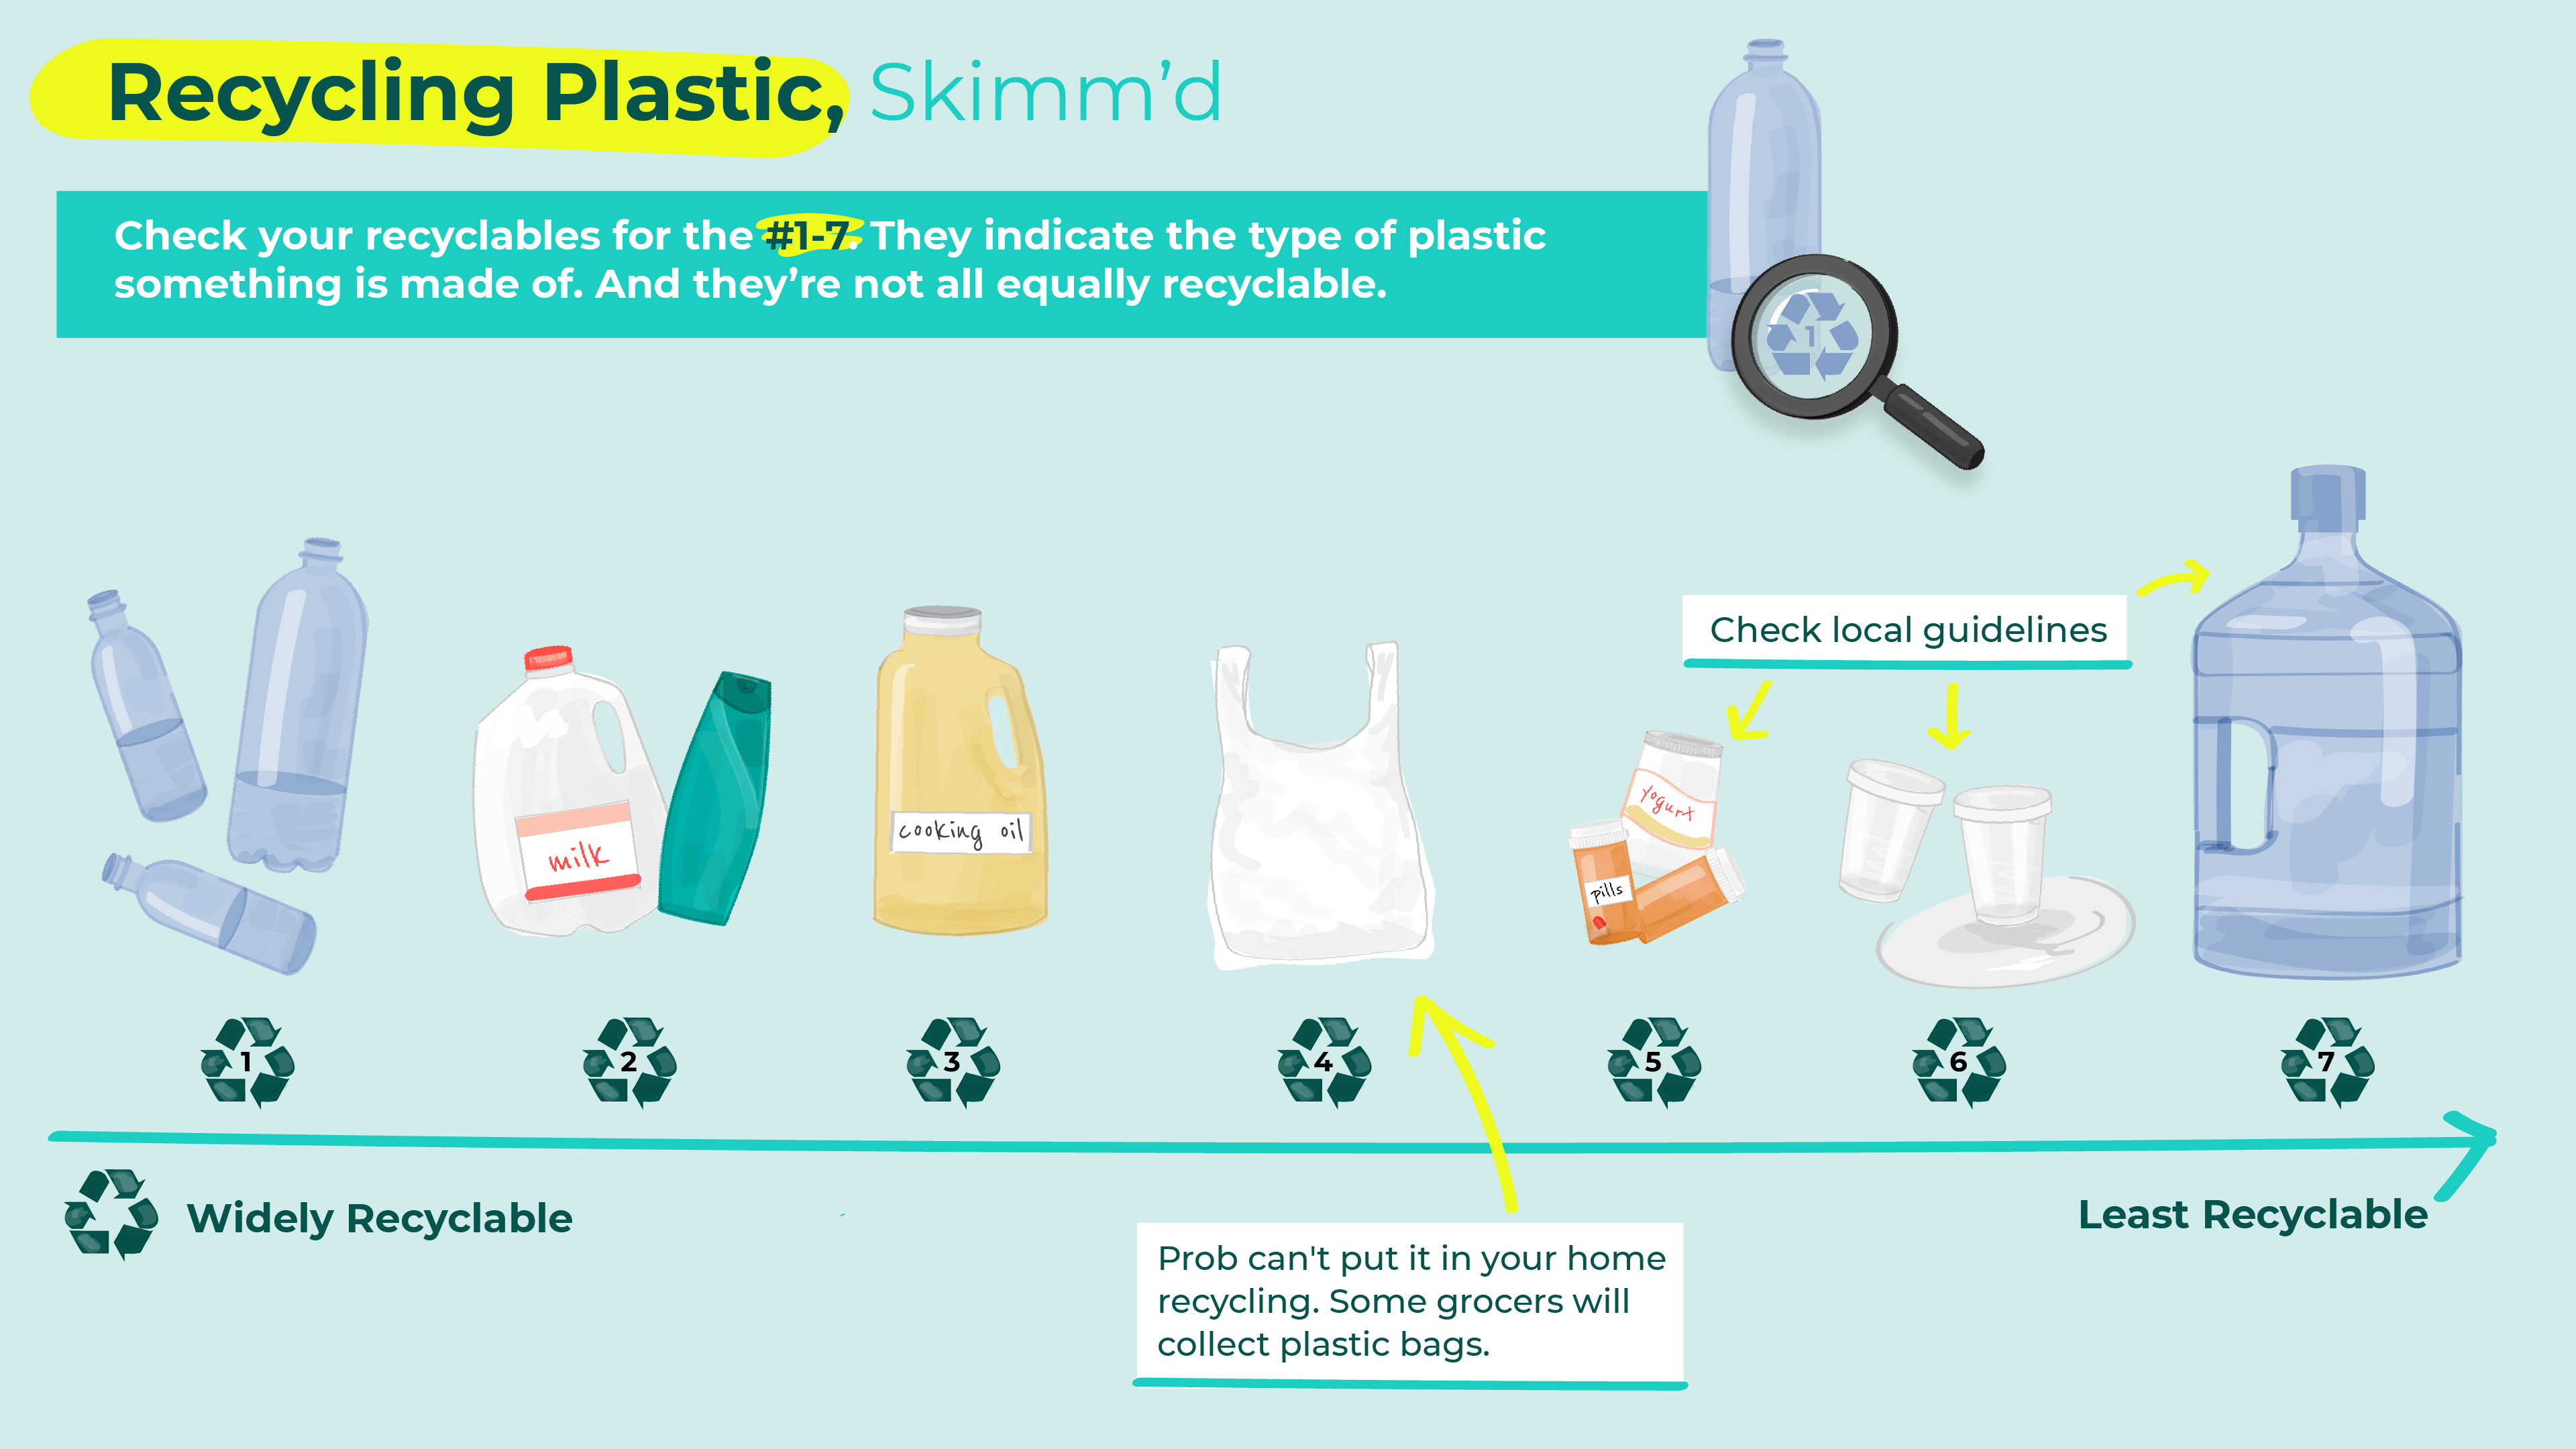 Recycling Plastic, Skimm'd
Check your recyclables for the #1-7. They indicate the type of plastic
something is made of. And they're not all equally recyclable.
1
Check local guidelines
milk
cooking oil
yogurt
pills
1
2
3
4
5
6
7
Widely Recyclable
Least Recyclable
Prob can't put it in your home
recycling. Some grocers will
collect plastic bags.